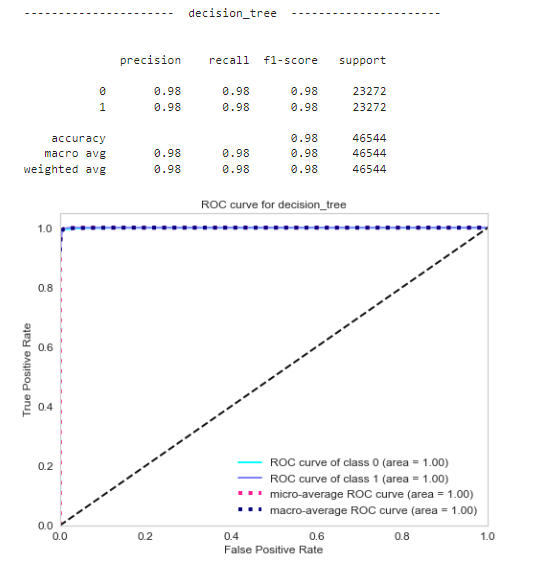 ---------------------- decision_tree ----------------------
precision recall f1-score support
0 0.98 0.98 0.98 23272
1 0.98 0.98 0.98 23272
accuracy 0.98 46544
macro avg 0.98 0.98 0.98 46544
weighted avg 0.98 0.98 0.98 46544
ROC curve for decision_tree
1.0
0.8
0.6
0.4
0.2
0.0
True Positive Rate
ROC curve of class 0 (area = 1.00)
ROC curve of class 1 (area = 1.00)
micro-average ROC curve (area = 1.00)
macro-average ROC curve (area = 1.00)
0.0 0.2 0.4 0.6 0.8 1.0
False Positive Rate